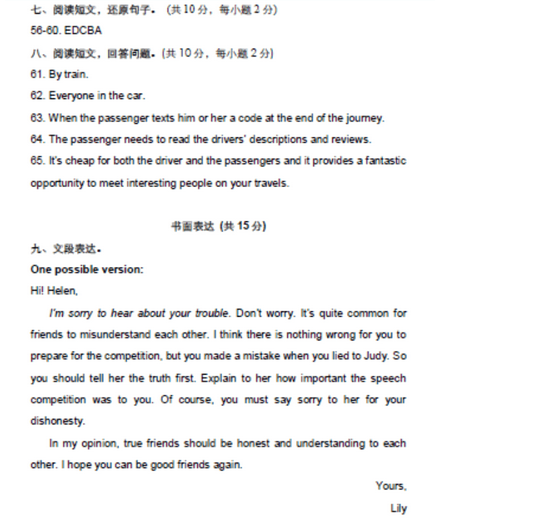 七、阅读短文，还原句子。（共 10 分，每小题 2 分）
56-60. EDCBA
八、阅读短文，回答问题。（共 10 分，每小题 2 分）
61. By train.
62. Everyone in the car.
63. When the passenger texts him or her a code at the end of the journey.
64. The passenger needs to read the drivers' descriptions and reviews.
65. It's cheap for both the driver and the passengers and it provides a fantastic
opportunity to meet interesting people on your travels.
书面表达 (共 15 分)
九、文段表达。
One possible version:
Hi! Helen,
I'm sorry to hear about your trouble. Don't worry. It's quite common for
friends to misunderstand each other. I think there is nothing wrong for you to
prepare for the competition, but you made a mistake when you lied to Judy. So
you should tell her the truth first. Explain to her how important the speech
competition was to you. Of course, you must say sorry to her for your
dishonesty.
In my opinion, true friends should be honest and understanding to each
other. I hope you can be good friends again.
Yours,
Lily